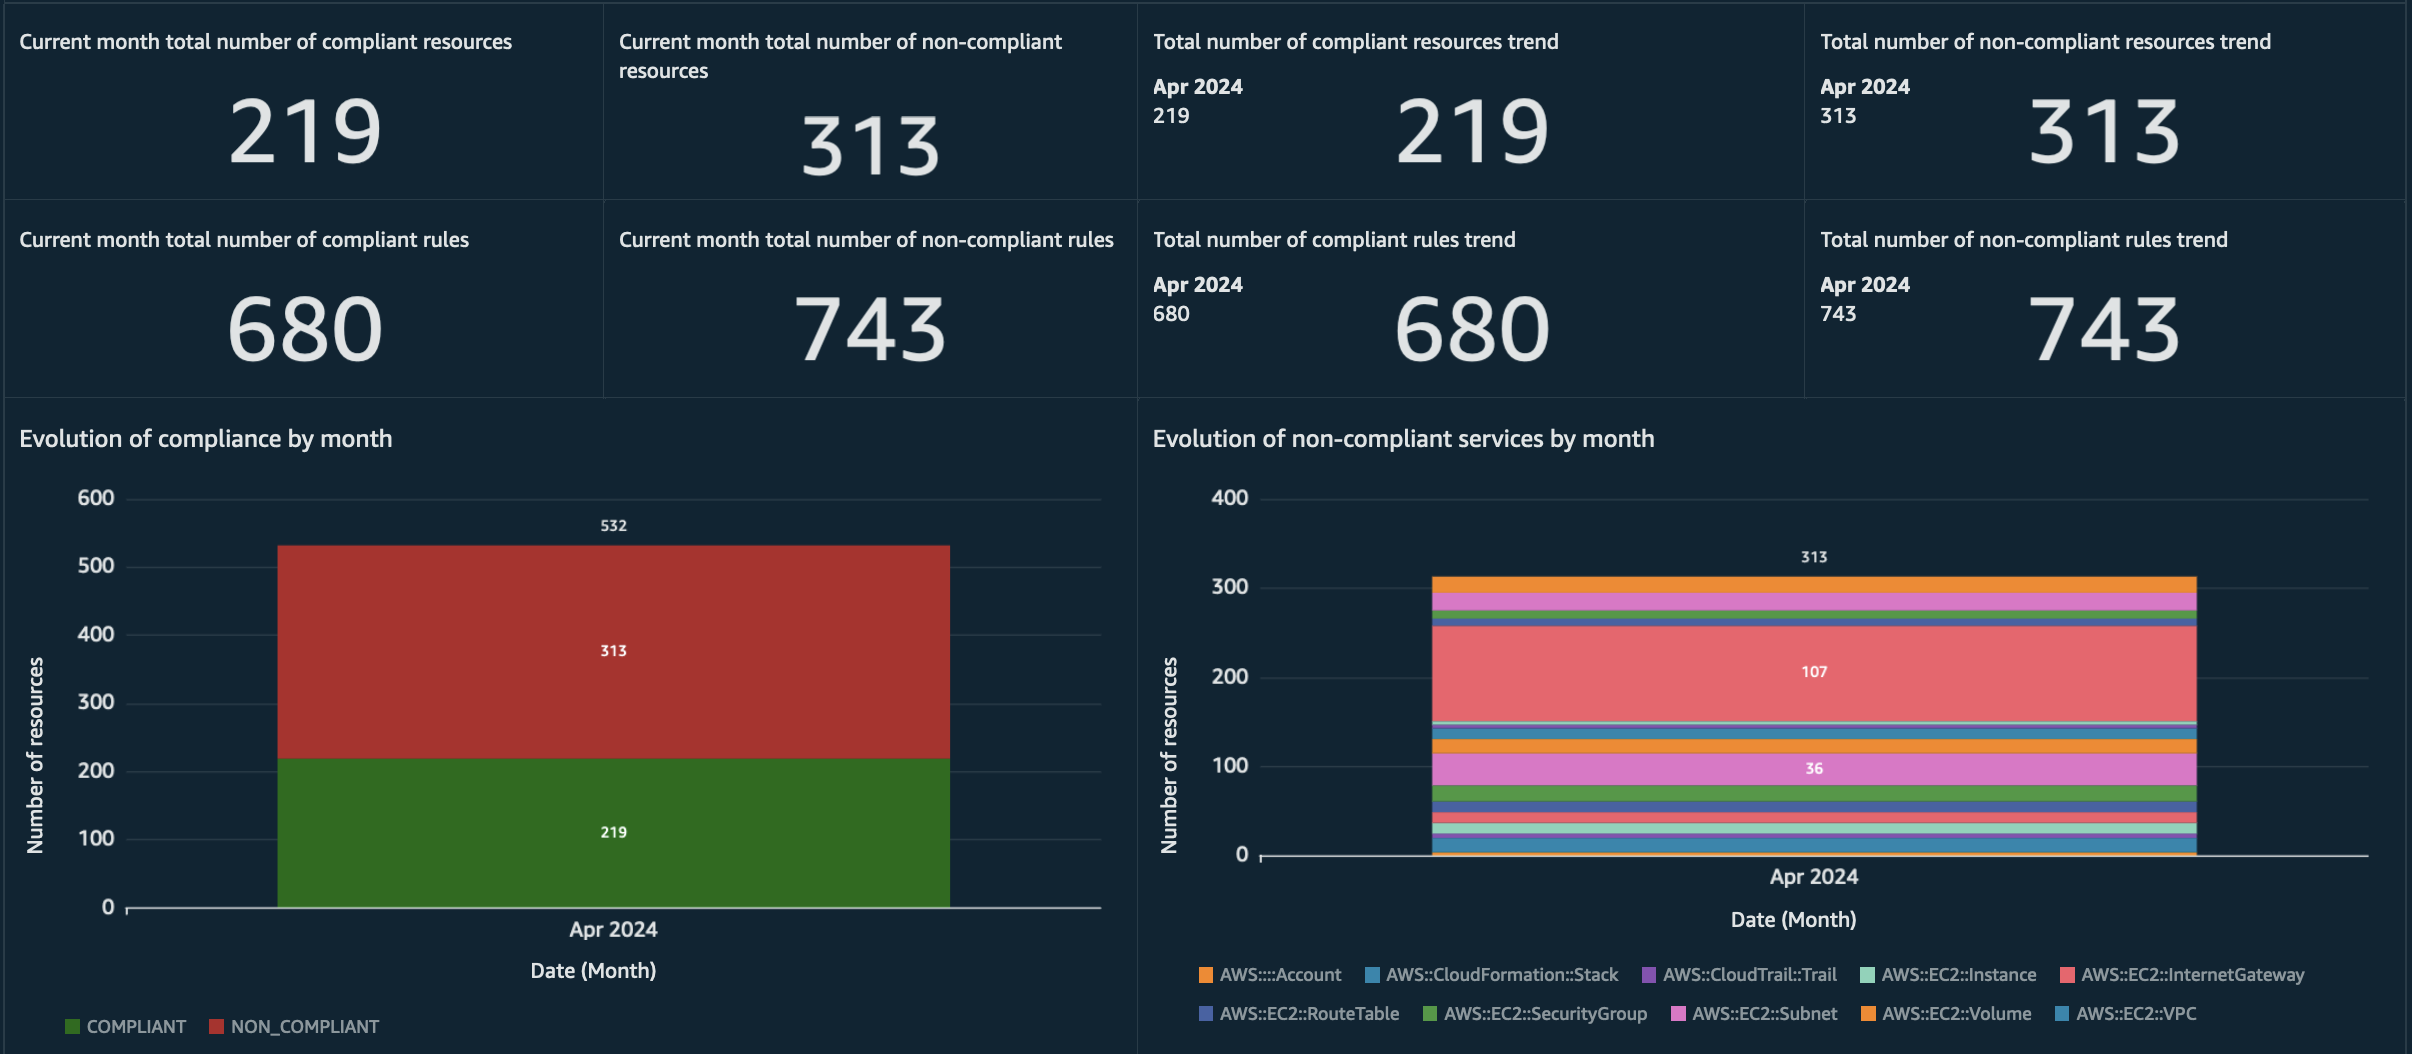 Current month total number of compliant resources
219
Current month total number of non-compliant
resources
313
Total number of compliant resources trend
Apr 2024
219
219
Total number of non-compliant resources trend
Apr 2024
313
313
Current month total number of compliant rules
680
Current month total number of non-compliant rules
743
Total number of compliant rules trend
Apr 2024
680
680
Total number of non-compliant rules trend
Apr 2024
743
743
Evolution of compliance by month
Number of resources
600
500
400
300
200
100
0
532
313
219
Apr 2024
Date (Month)
COMPLIANT
NON_COMPLIANT
Evolution of non-compliant services by month
Number of resources
400
300
200
100
0
313
107
36
Apr 2024
Date (Month)
AWS::::Account
AWS::CloudFormation::Stack
AWS::CloudTrail::Trail
AWS::EC2::Instance
AWS::EC2::InternetGateway
AWS::EC2::RouteTable
AWS::EC2::SecurityGroup
AWS::EC2::Subnet
AWS::EC2::Volume
AWS::EC2::VPC